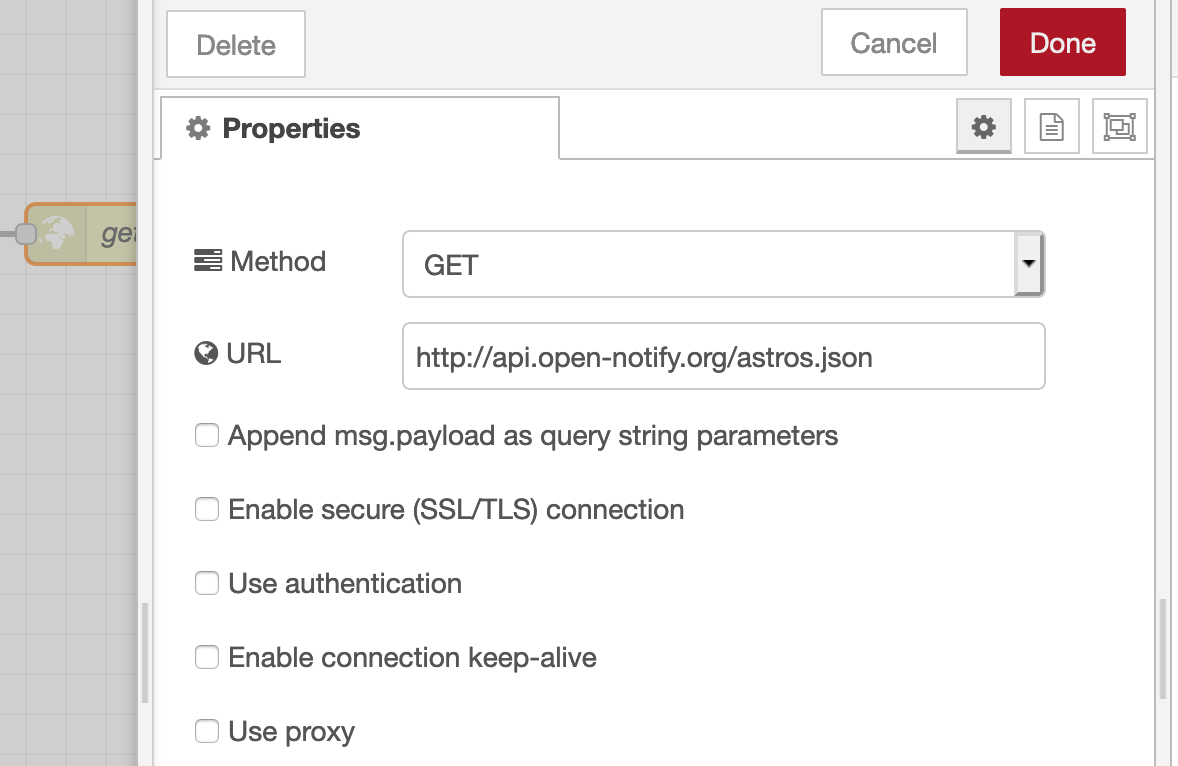 Delete
Cancel
Done
Properties
get
Method
GET
URL
http://api.open-notify.org/astros.json
Append msg.payload as query string parameters
Enable secure (SSL/TLS) connection
Use authentication
Enable connection keep-alive
Use proxy